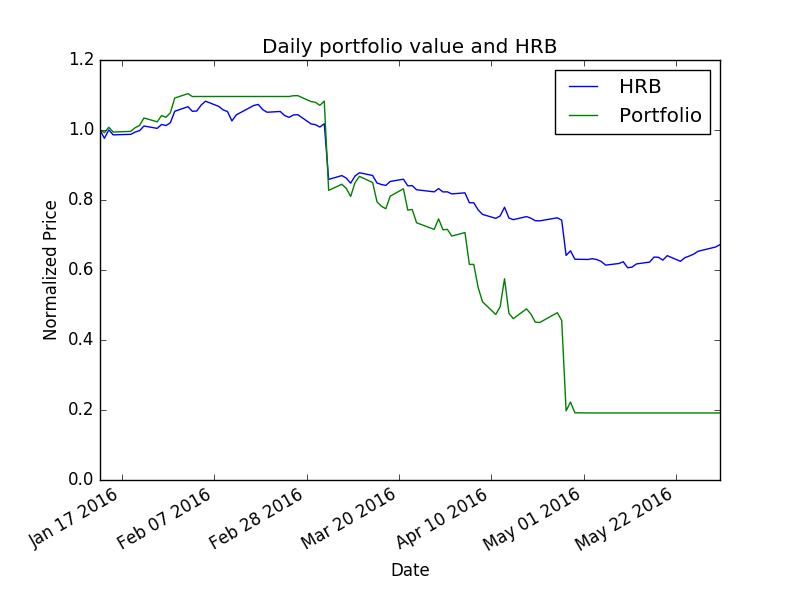 Daily portfolio value and HRB
HRB
Portfolio
1.2
1.0
0.8
0.6
0.4
0.2
0.0
Normalized Price
Jan 17 2016
Feb 07 2016
Feb 28 2016
Mar 20 2016
Apr 10 2016
May 01 2016
May 22 2016
Date